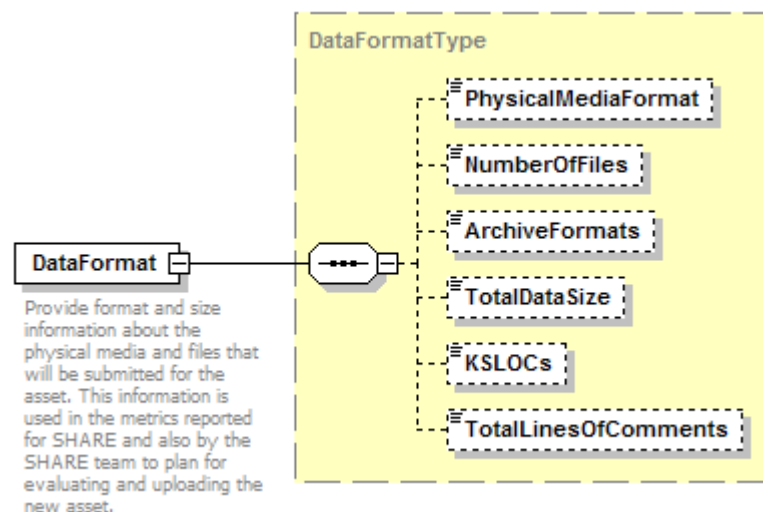 DataFormatType
PhysicalMediaFormat
NumberOfFiles
ArchiveFormats
DataFormat
TotalDataSize
KSLOCs
TotalLinesOfComments
Provide format and size
information about the
physical media and files that
will be submitted for the
asset. This information is
used in the metrics reported
for SHARE and also by the
SHARE team to plan for
evaluating and uploading the
new asset.